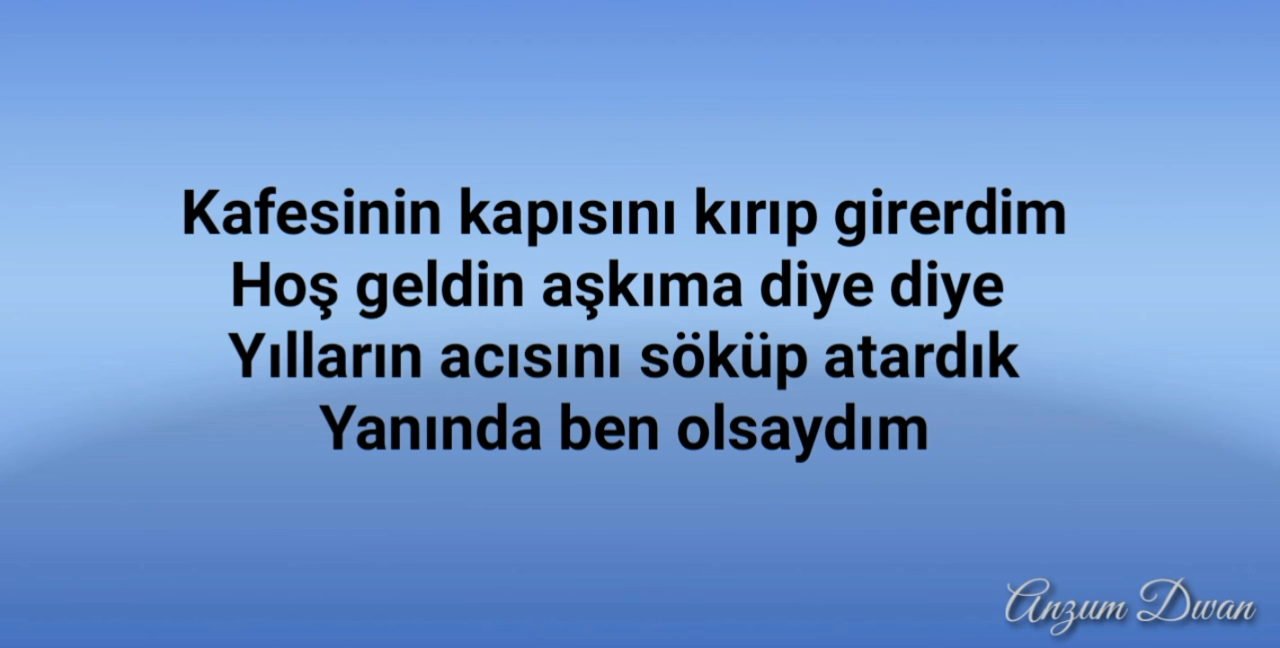 Kafesinin kapısını kırıp girerdim
Hoş geldin aşkıma diye diye
Yılların acısını söküp atardık
Yanında ben olsaydım
Anzum Dwan